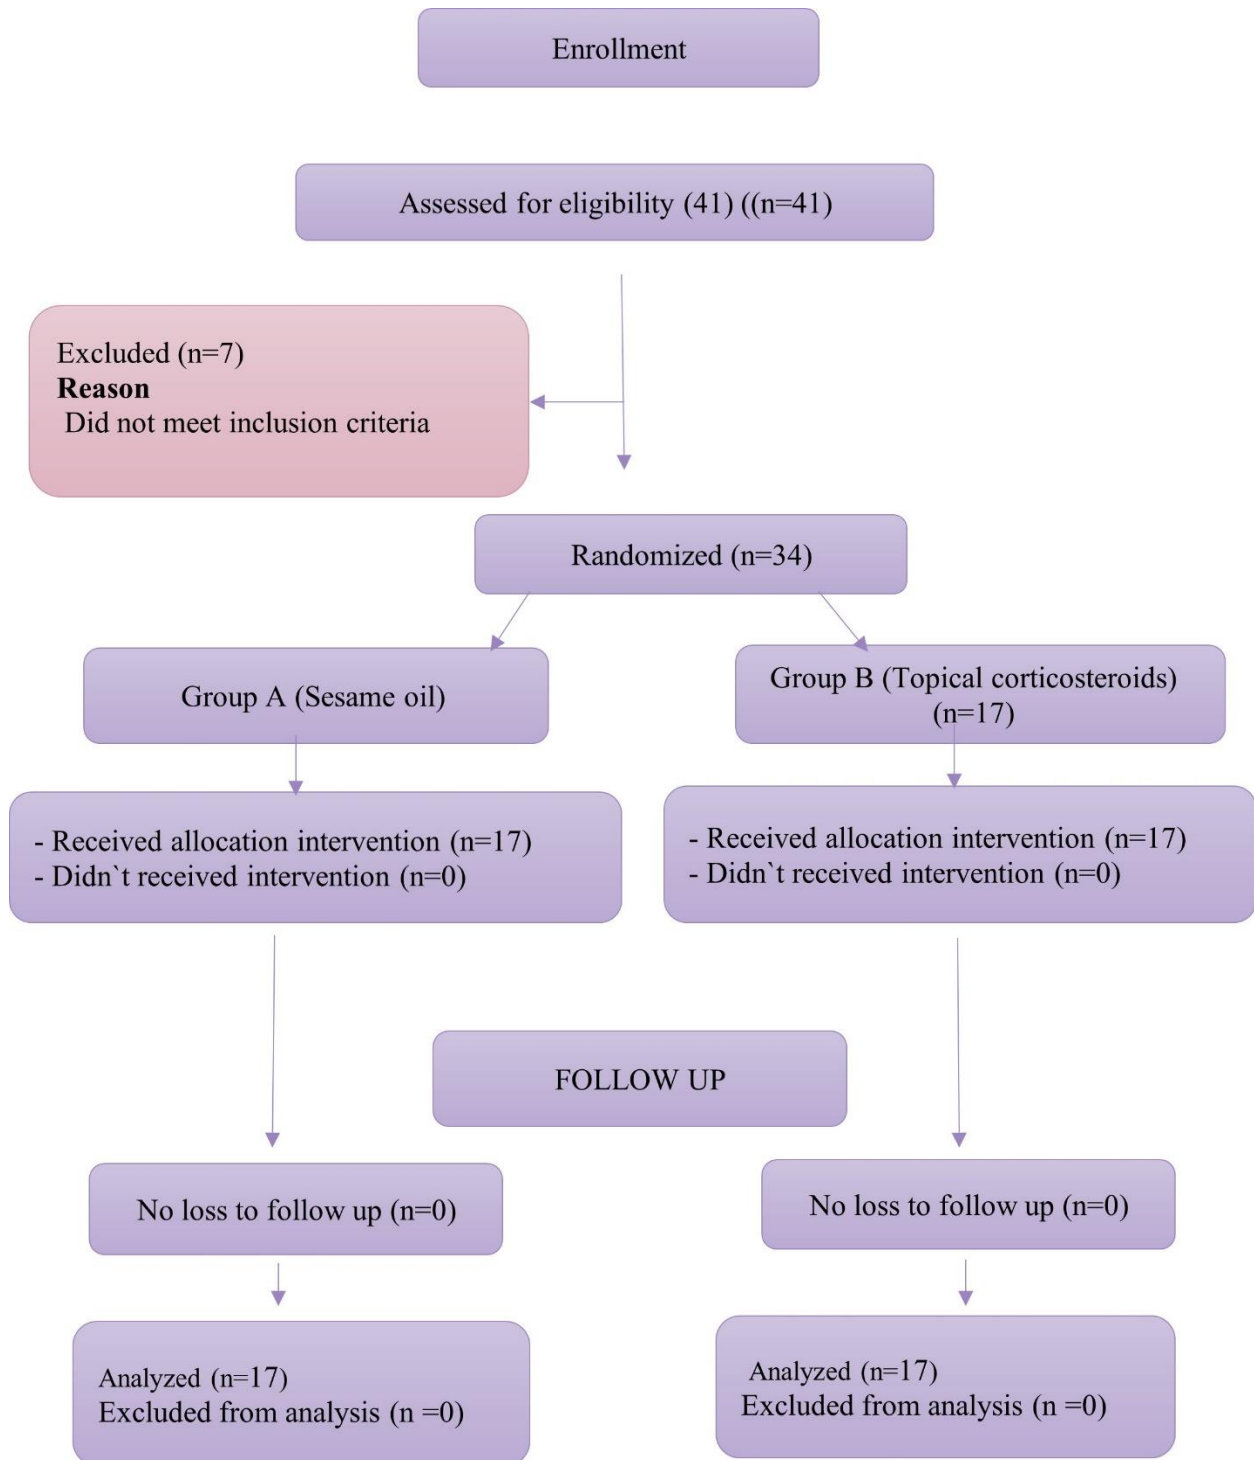 Enrollment
Assessed for eligibility (41) ((n=41)
Excluded (n=7)
Reason
Did not meet inclusion criteria
Randomized (n=34)
Group A (Sesame oil)
Group B (Topical corticosteroids)
(n=17)
- Received allocation intervention (n=17)
- Didn`t received intervention (n=0)
- Received allocation intervention (n=17)
- Didn`t received intervention (n=0)
FOLLOW UP
No loss to follow up (n=0)
No loss to follow up (n=0)
Analyzed (n=17)
Excluded from analysis (n =0)
Analyzed (n=17)
Excluded from analysis (n =0)